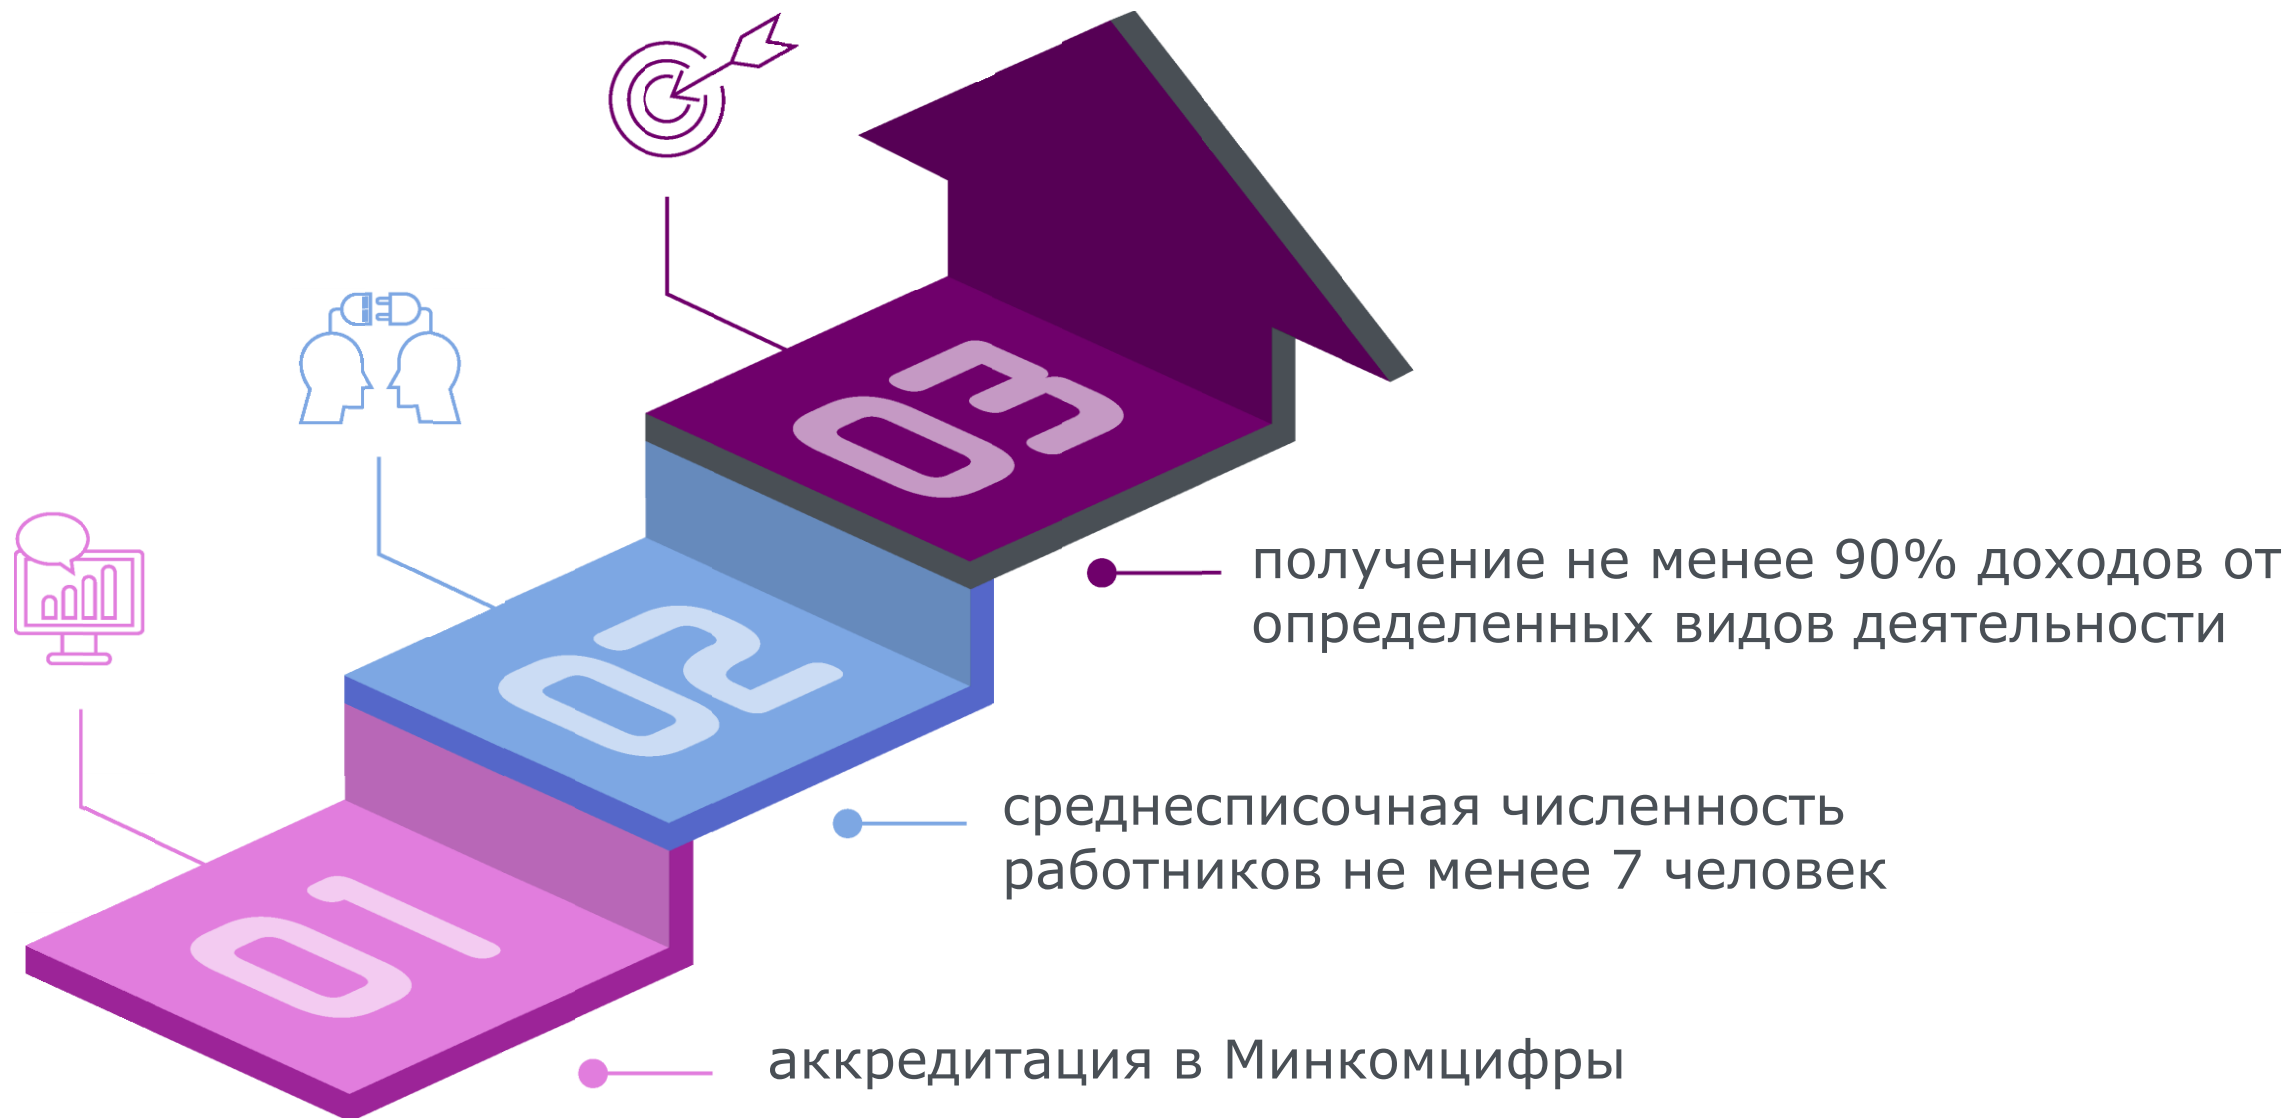 03
получение не менее 90% доходов от
определенных видов деятельности
02
среднесписочная численность
работников не менее 7 человек
01
аккредитация в Минкомцифры